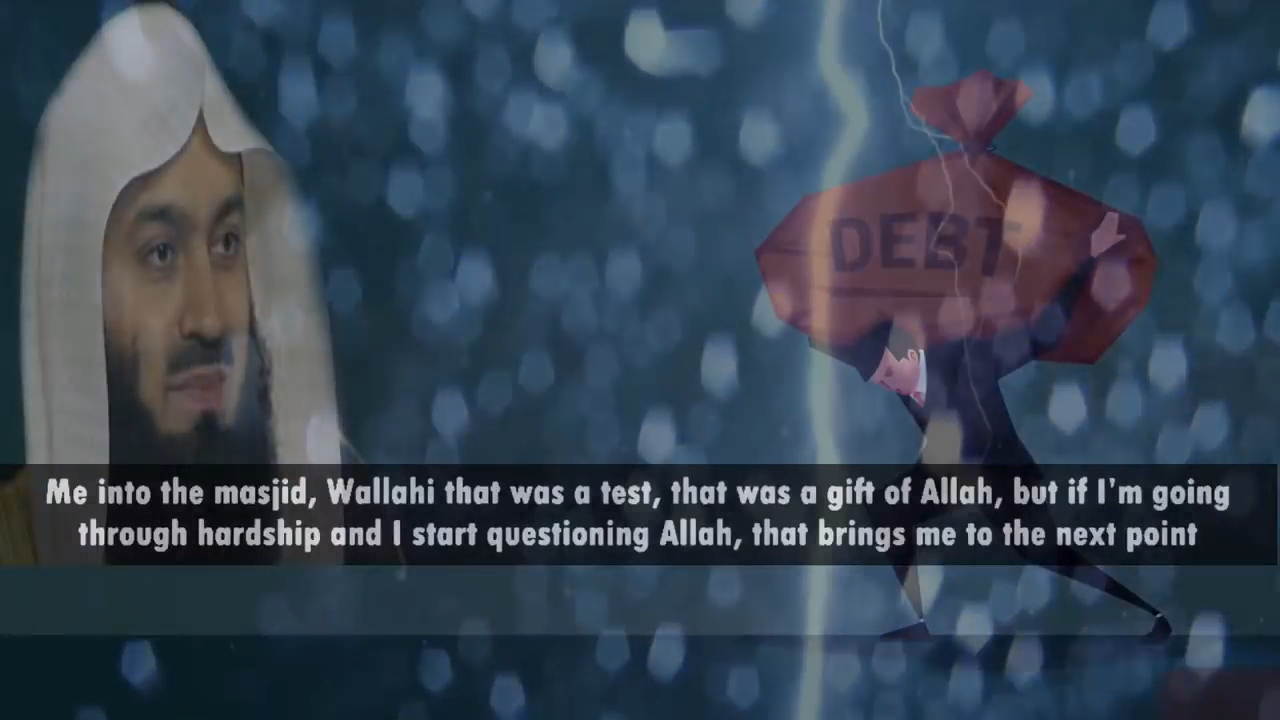 DEBT
Me into the masjid, Wallahi that was a test, that was a gift of Allah, but if I'm going
through hardship and I start questioning Allah, that brings me to the next point